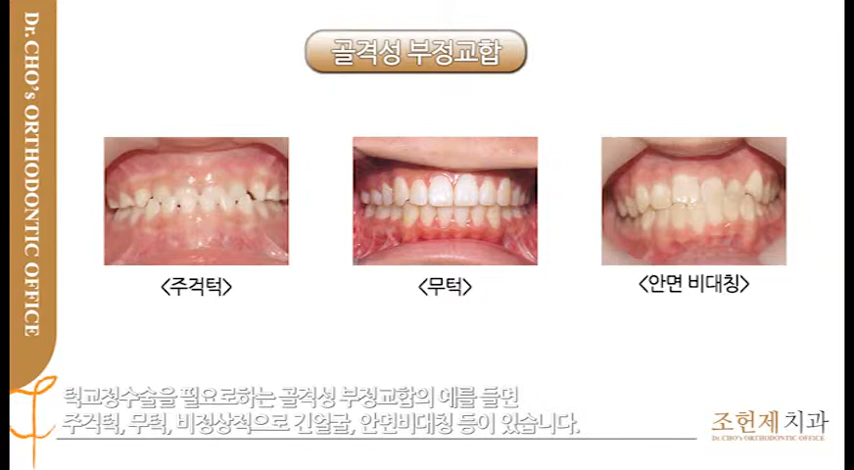 Dr. CHO's ORTHODONTIC OFFICE
골격성 부정교합
<주걱턱>
<무턱>
<안면 비대칭>
턱교정수술을 필요로하는 골격성 부정교합의 예를 들면
주걱턱, 무턱, 비정상적으로 긴얼굴, 안면비대칭 등이 있습니다.
조헌제치과
Dr. CHO's ORTHODONTIC OFFICE